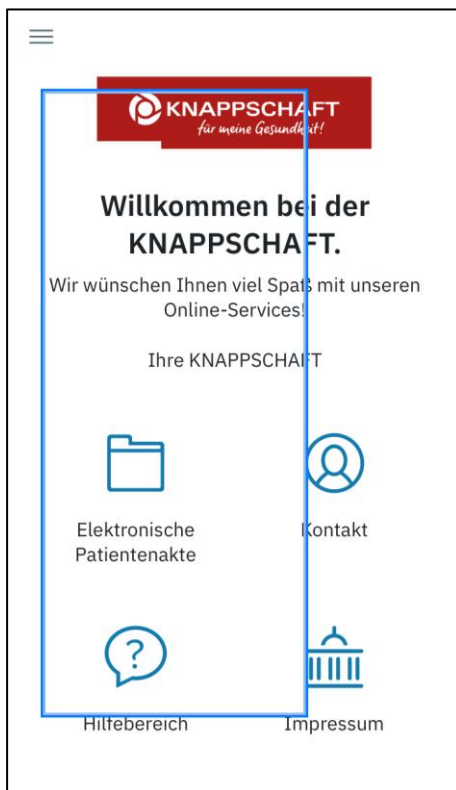 KNAPPSCHAFT
für meine Gesundheit!
Willkommen bei der
KNAPPSCHAFT.
Wir wünschen Ihnen viel Spaß mit unseren
Online-Services!
Ihre KNAPPSCHAFT
Elektronische
Patientenakte
Kontakt
?
Hilfebereich
Impressum